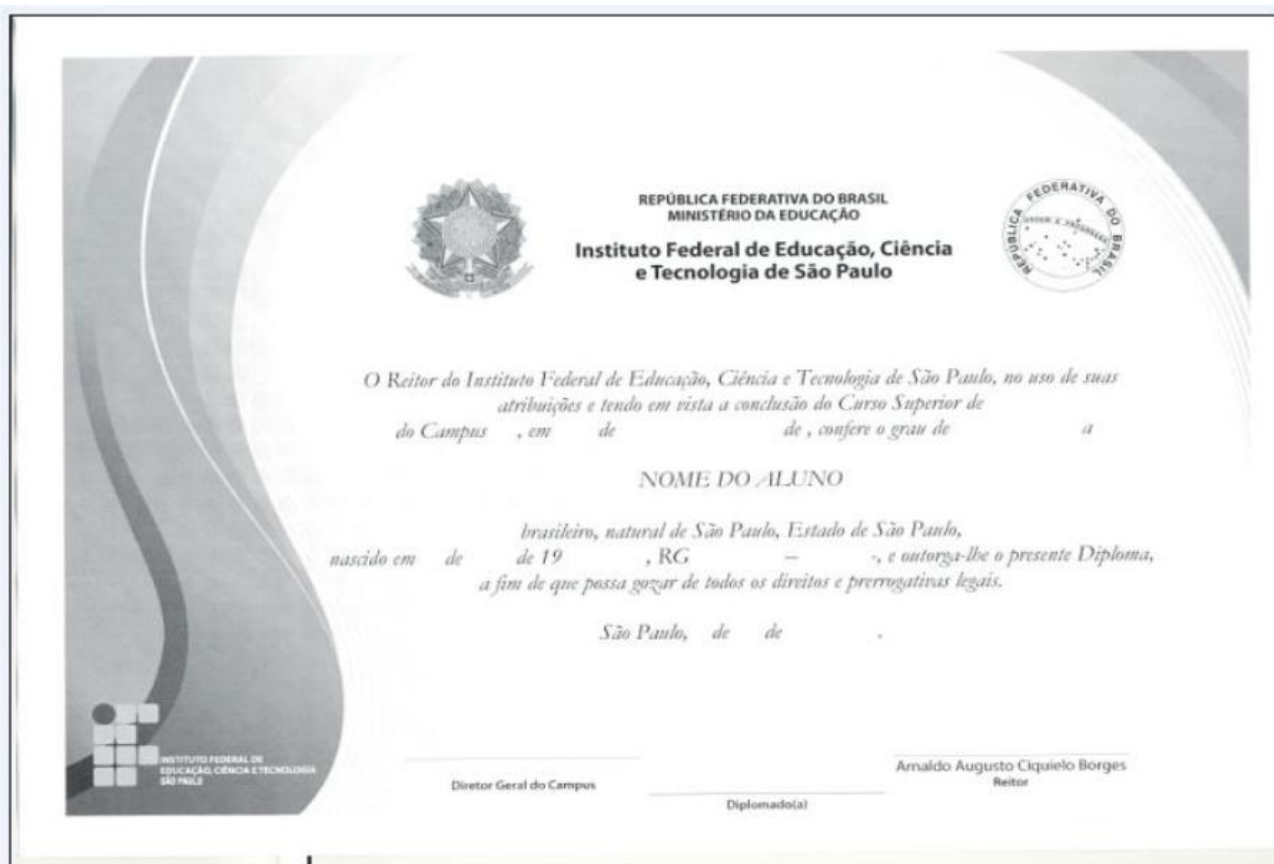 REPÚBLICA FEDERATIVA DO BRASIL
MINISTÉRIO DA EDUCAÇÃO
Instituto Federal de Educação, Ciência
e Tecnologia de São Paulo
REPÚBLICA FEDERATIVA DO BRASIL
ORDEM E PROGRESSO
O Reitor do Instituto Federal de Educação, Ciência e Tecnologia de São Paulo, no uso de suas
atribuições e tendo em vista a conclusão do Curso Superior de
do Campus , em de de , confere o grau de a
NOME DO ALUNO
brasileiro, natural de São Paulo, Estado de São Paulo,
nascido em de de 19 , RG – -, e outorga-lhe o presente Diploma,
a fim de que possa gozar de todos os direitos e prerrogativas legais.
São Paulo, de de .
INSTITUTO FEDERAL DE
EDUCAÇÃO, CIÊNCIA E TECNOLOGIA
SÃO PAULO
Diretor Geral do Campus
Diplomado(a)
Arnaldo Augusto Ciquielo Borges
Reitor